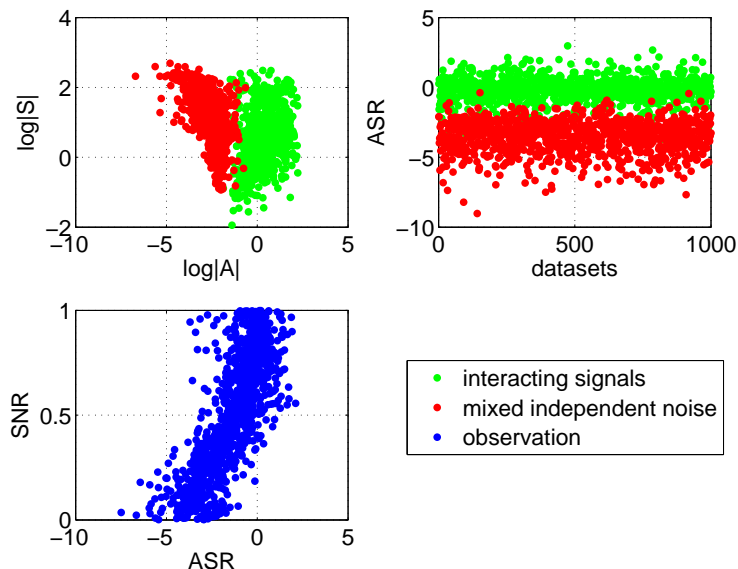 4
2
0
−2
log|S|
−10
−5
0
5
log|A|
5
0
−5
−10
ASR
0
500
1000
datasets
1
0.5
0
SNR
−10
−5
0
5
ASR
interacting signals
mixed independent noise
observation